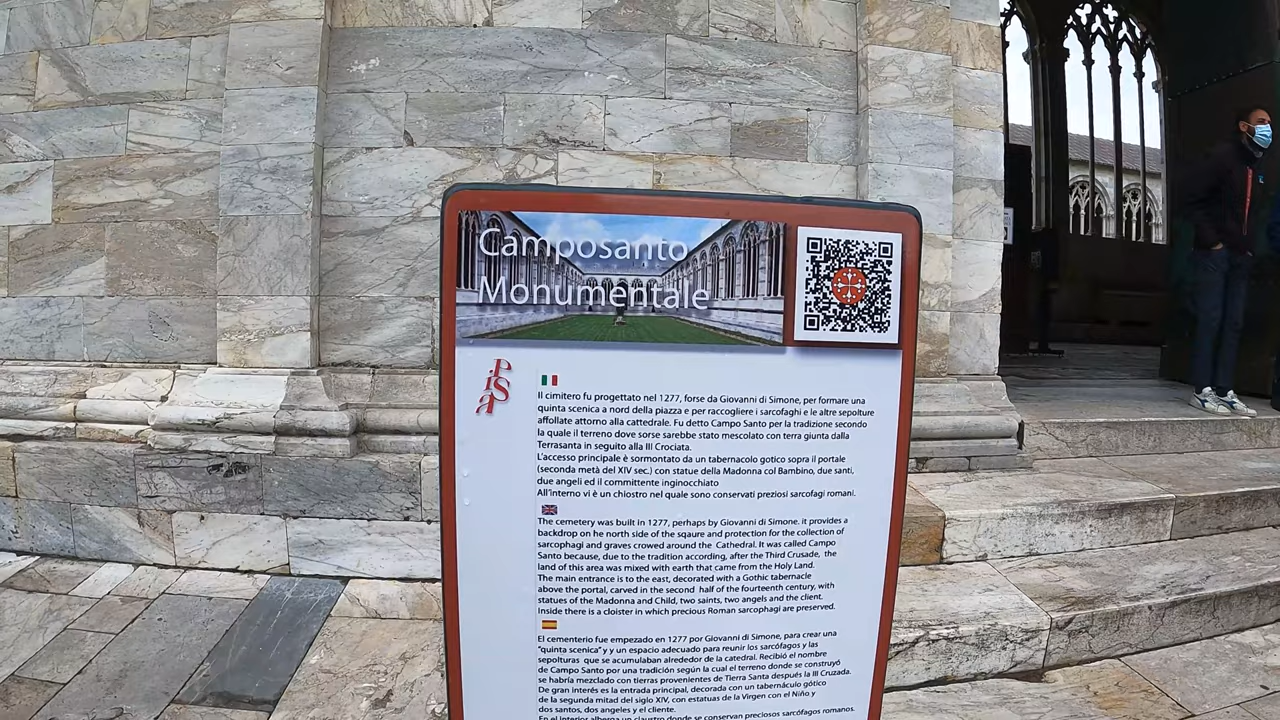 Camposanto
Monumentale
PiSA
Il cimitero fu progettato nel 1277, forse da Giovanni di Simone, per formare una
quinta scenica a nord della piazza e per raccogliere i sarcofaghi e le altre sepolture
affollate attorno alla cattedrale. Fu detto Campo Santo per la tradizione secondo
la quale il terreno dove sorse sarebbe stato mescolato con terra giunta dalla
Terrasanta in seguito alla III Crociata.
L'accesso principale è sormontato da un tabernacolo gotico sopra il portale
(seconda metà del XIV sec.) con statue della Madonna col Bambino, due santi,
due angeli ed il committente inginocchiato
All'interno vi è un chiostro nel quale sono conservati preziosi sarcofagi romani.
The cemetery was built in 1277, perhaps by Giovanni di Simone. it provides a
backdrop on he north side of the sqaure and protection for the collection of
sarcophagi and graves crowed around the Cathedral. It was called Campo
Santo because, due to the tradition according, after the Third Crusade, the
land of this area was mixed with earth that came from the Holy Land.
The main entrance is to the east, decorated with a Gothic tabernacle
above the portal, carved in the second half of the fourteenth century, with
statues of the Madonna and Child, two saints, two angels and the client.
Inside there is a cloister in which precious Roman sarcophagi are preserved.
El cementerio fue empezado en 1277 por Giovanni di Simone, para crear una
"quinta scenica" y y un espacio adecuado para reunir los sarcófagos y las
sepolturas que se acumulaban alrededor de la catedral. Recibió el nombre
de Campo Santo por una tradición según la cual el terreno donde se construyó
se habría mezclado con tierras provenientes de Tierra Santa después la III Cruzada.
De gran interés es la entrada principal, decorada con un tabernáculo gótico
de la segunda mitad del siglo XIV, con estatuas de la Virgen con el Niño y
dos santos, dos angeles y el cliente.
En el interior alberga un claustro donde se conservan preciosos sarcófagos romanos.